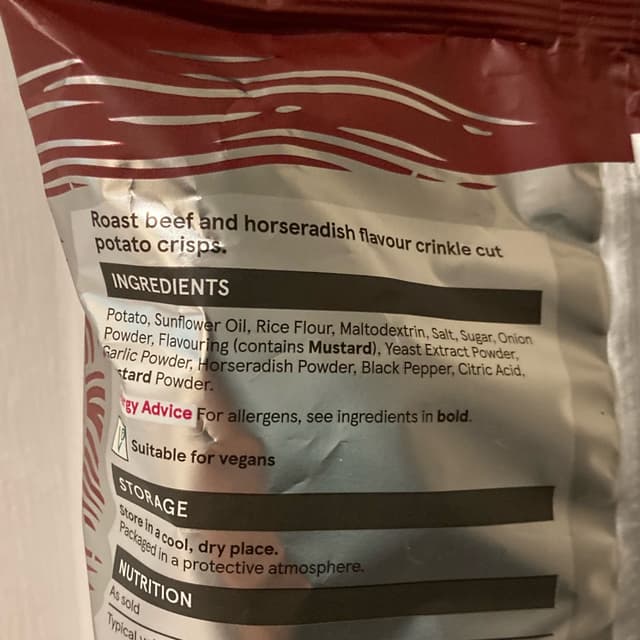 Roast beef and horseradish flavour crinkle cut
potato crisps.
INGREDIENTS
Potato, Sunflower Oil, Rice Flour, Maltodextrin, Salt, Sugar, Onion
Powder, Flavouring (contains Mustard), Yeast Extract Powder,
Garlic Powder, Horseradish Powder, Black Pepper, Citric Acid,
stard Powder.
rgy Advice For allergens, see ingredients in bold.
Suitable for vegans
STORAGE
Store in a cool, dry place.
Packaged in a protective atmosphere.
NUTRITION
As sold
Typical